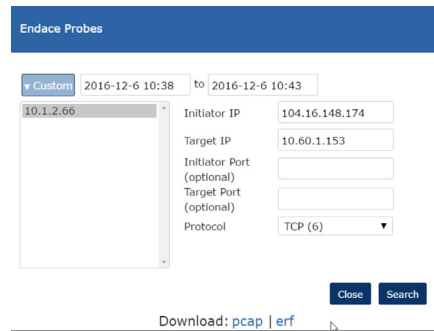 Endace Probes
▼ Custom 2016-12-6 10:38 to 2016-12-6 10:43
10.1.2.66
Initiator IP 104.16.148.174
Target IP 10.60.1.153
Initiator Port
(optional)
Target Port
(optional)
Protocol TCP (6) ▼
Close Search
Download: pcap | erf